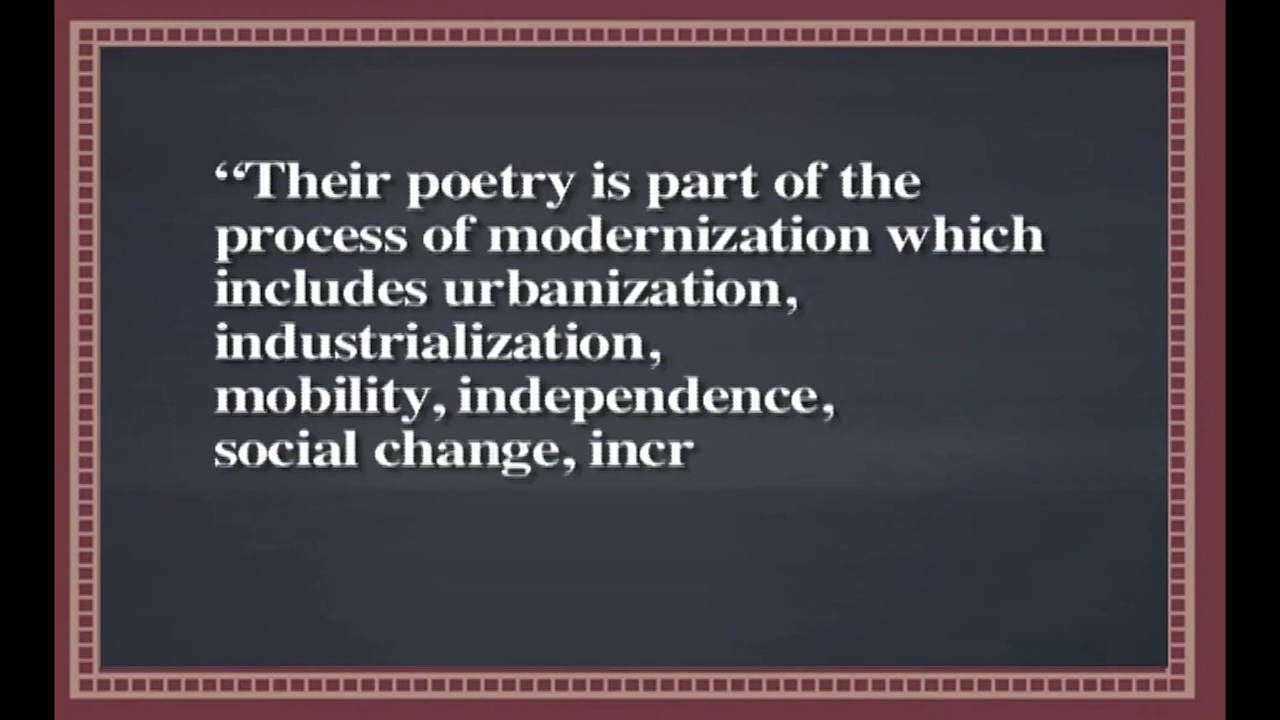 “Their poetry is part of the
process of modernization which
includes urbanization,
industrialization,
mobility, independence,
social change, incr